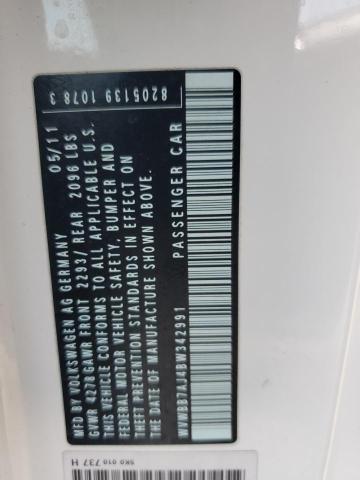 MFD BY VOLKSWAGEN AG GERMANY 05/11
GVWR 4278 GAWR FRONT 2293/ REAR 2096 LBS
THIS VEHICLE CONFORMS TO ALL APPLICABLE U.S.
FEDERAL MOTOR VEHICLE SAFETY, BUMPER AND
THEFT PREVENTION STANDARDS IN EFFECT ON
DATE OF MANUFACTURE SHOWN ABOVE.
8205139 1078 3
PASSENGER CAR
WVWBB7AJ4BW342991
5K0 010 737 H